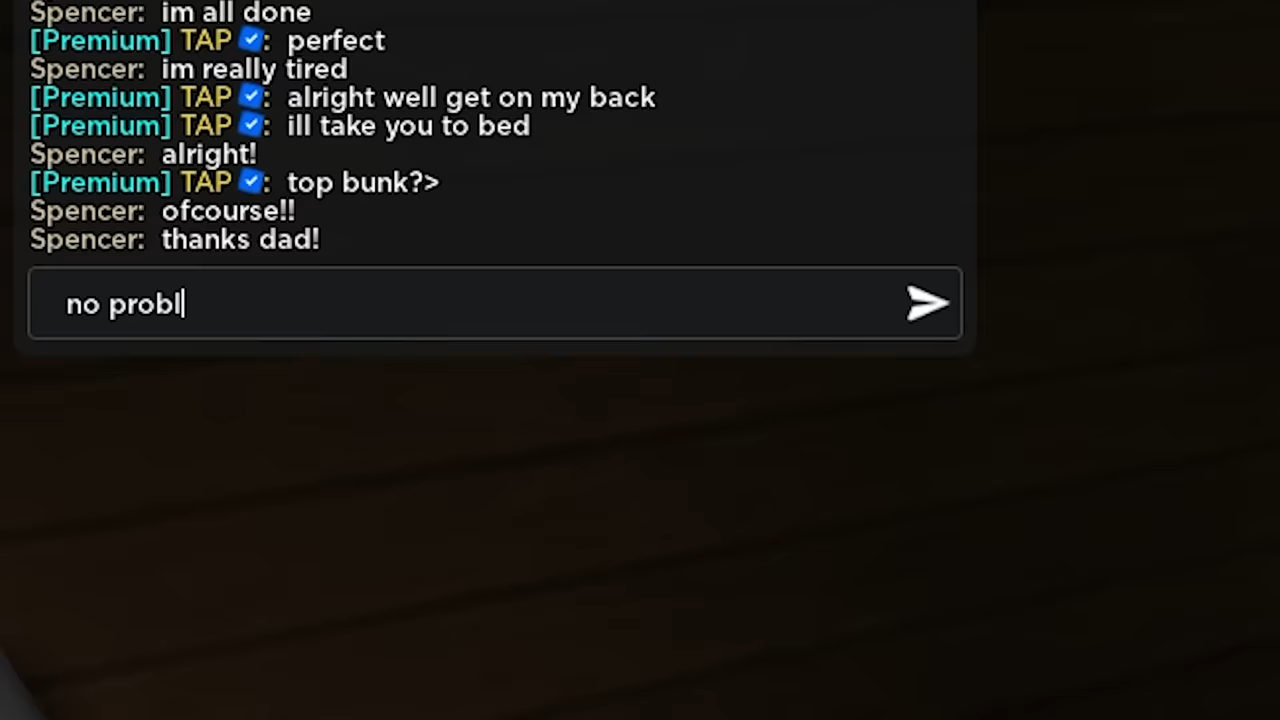 Spencer: im all done
[Premium] TAP: perfect
Spencer: im really tired
[Premium] TAP: alright well get on my back
[Premium] TAP: ill take you to bed
Spencer: alright!
[Premium] TAP: top bunk?>
Spencer: ofcourse!!
Spencer: thanks dad!
no probl